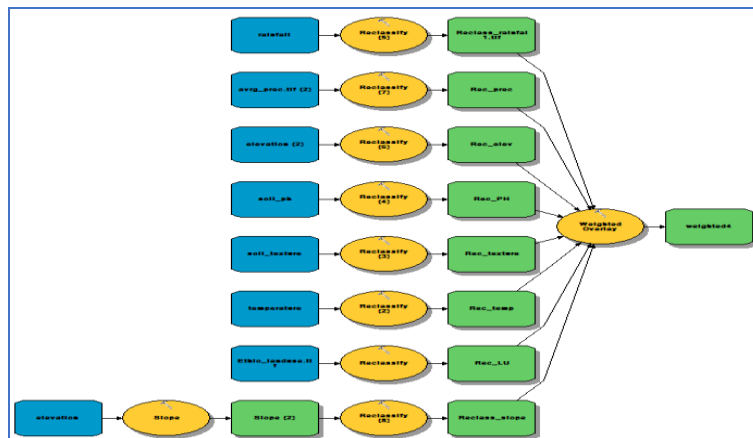 rainfall
Reclassify
(5)
Reclass_rainfal
1.tif
avrg_prec.tif (2)
Reclassify
(7)
Rec_prec
elevation (2)
Reclassify
(6)
Rec_elev
soil_ph
Reclassify
(4)
Rec_PH
Weighted
Overlay
weighted4
soil_texture
Reclassify
(3)
Rec_texture
temperature
Reclassify
(2)
Rec_temp
Reclassify
Rec_LU
elevation
Slope
Slope (2)
Reclassify
Reclass_slope